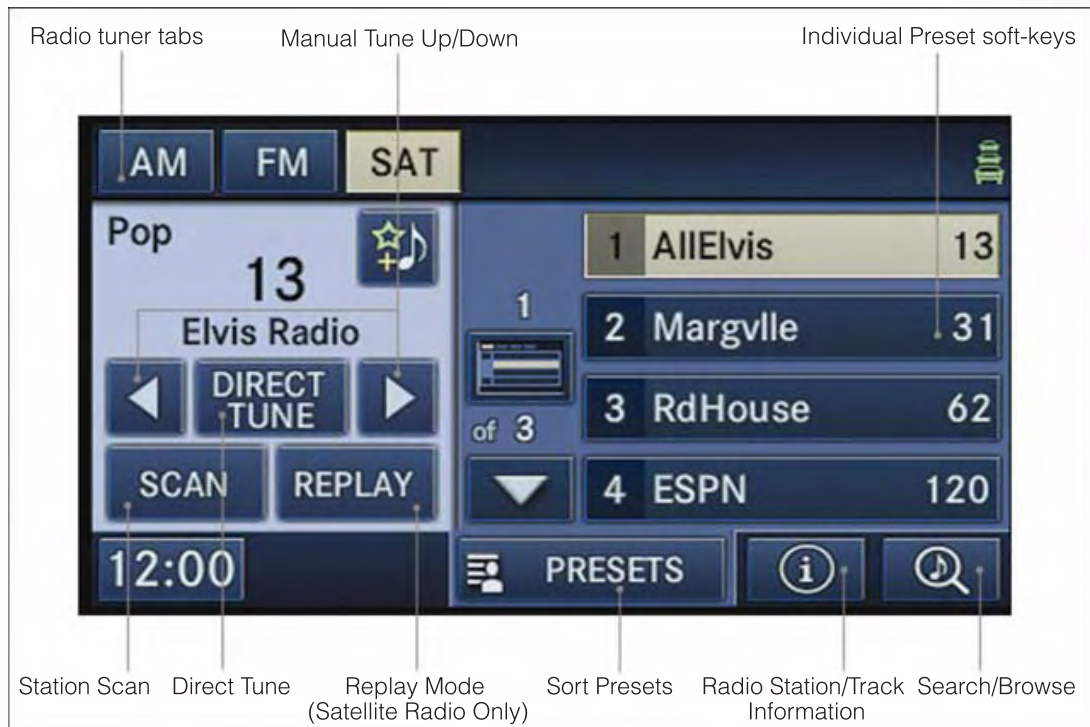 Radio tuner tabs
Manual Tune Up/Down
Individual Preset soft-keys
AM
FM
SAT
Pop
13
Elvis Radio
DIRECT
TUNE
SCAN
REPLAY
1
of 3
1 AllElvis 13
2 Margvlle 31
3 RdHouse 62
4 ESPN 120
12:00
PRESETS
i
Station Scan
Direct Tune
Replay Mode
(Satellite Radio Only)
Sort Presets
Radio Station/Track
Information
Search/Browse